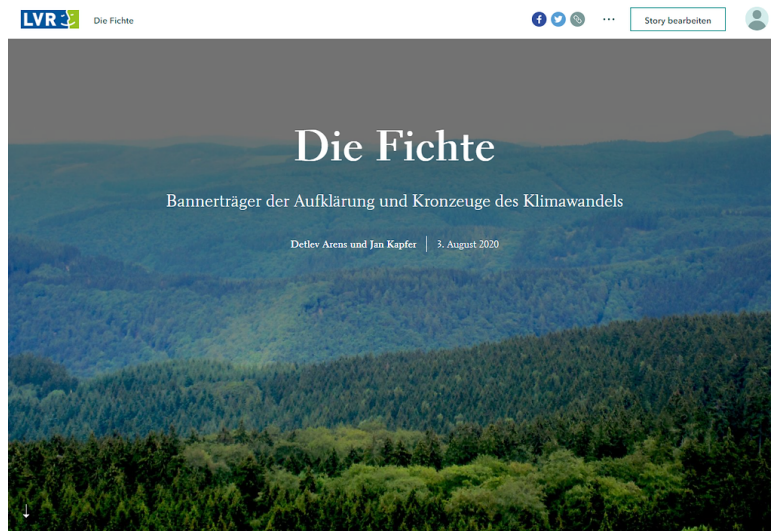 LVR
Die Fichte
Story bearbeiten
Die Fichte
Bannerträger der Aufklärung und Kronzeuge des Klimawandels
Detlev Arens und Jan Kapfer | 3. August 2020